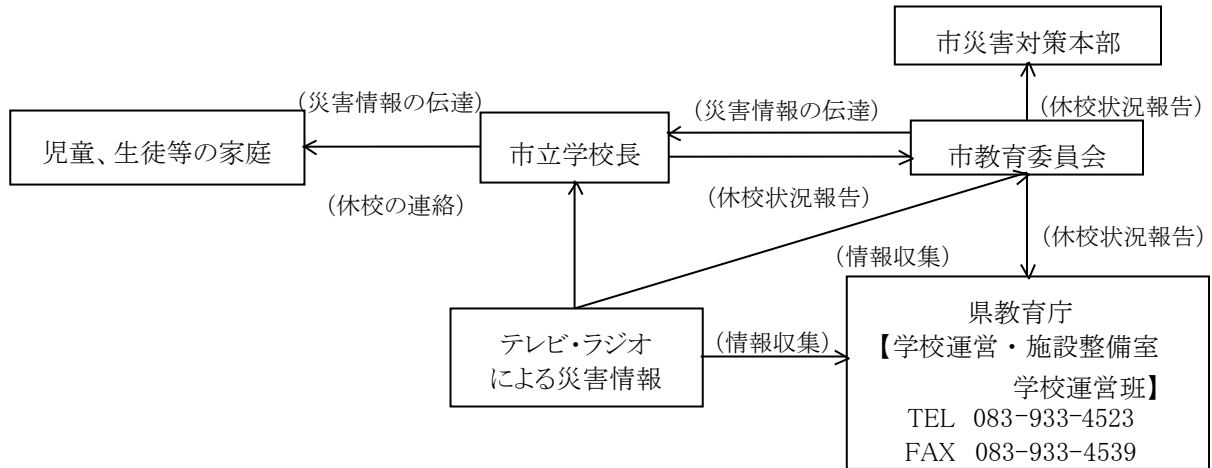 市災害対策本部
(災害情報の伝達)
(災害情報の伝達)
(休校状況報告)
児童、生徒等の家庭
市立学校長
市教育委員会
(休校の連絡)
(休校状況報告)
(休校状況報告)
(情報収集)
テレビ・ラジオ
による災害情報
(情報収集)
県教育庁
【学校運営・施設整備室
学校運営班】
TEL 083-933-4523
FAX 083-933-4539